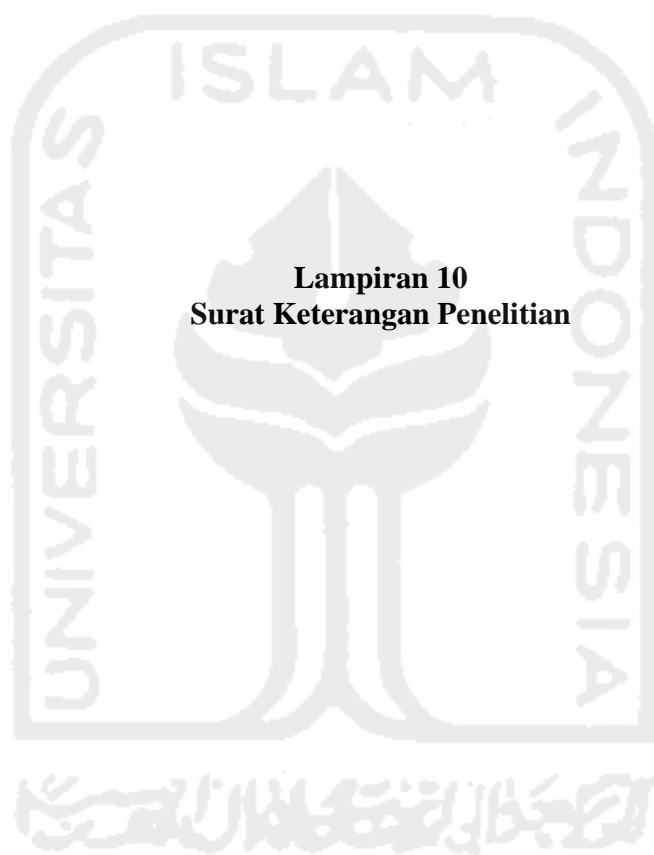 ISLAM
UNIVERSITAS
INDONESIA
Lampiran 10
Surat Keterangan Penelitian